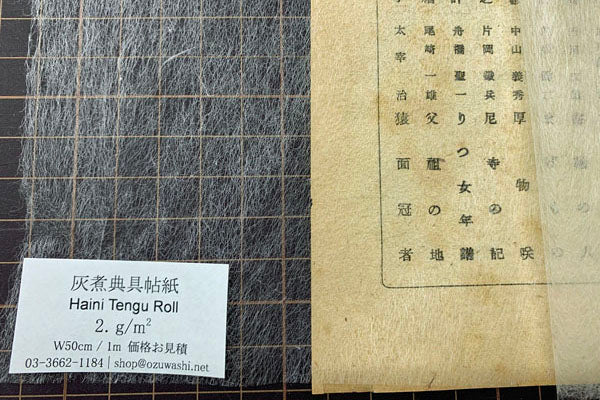 灰煮典具帖紙
Haini Tengu Roll
2. g/m²
W50cm / 1m 価格お見積
03-3662-1184 | shop@ozuwashi.net
中山義秀 厚物咲
片岡鐵兵 尼寺の記
舟橋聖一 りつ女年譜
尾崎一雄 父祖の地
太宰治 猿面冠者